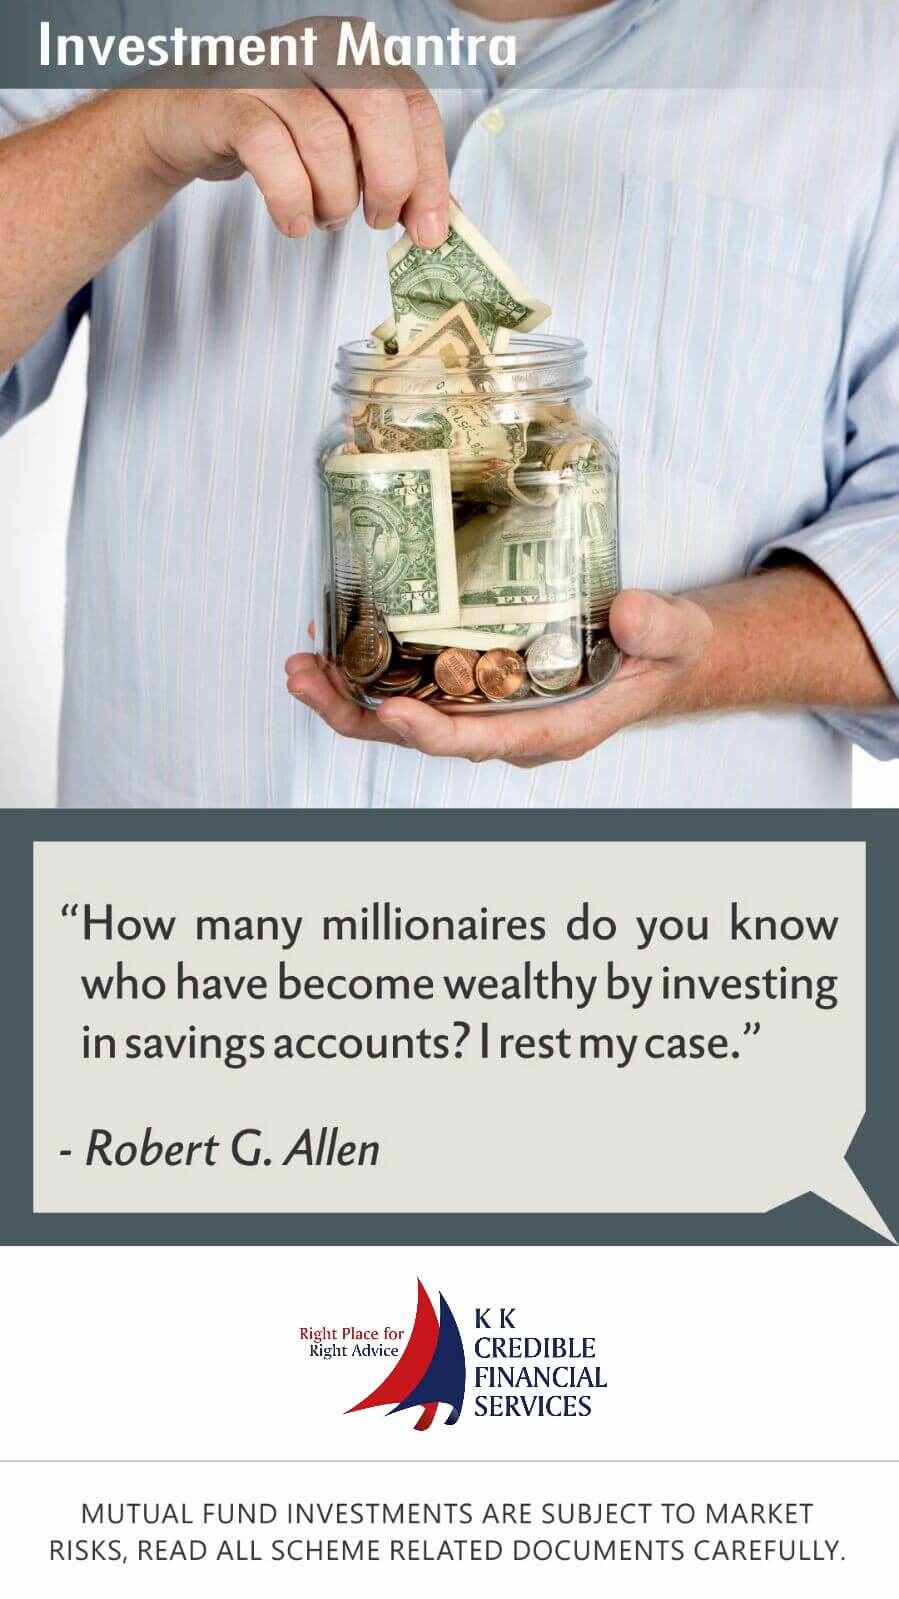 Investment Mantra
“How many millionaires do you know
who have become wealthy by investing
in savings accounts? I rest my case.”
- Robert G. Allen
Right Place for
Right Advice
K K
CREDIBLE
FINANCIAL
SERVICES
MUTUAL FUND INVESTMENTS ARE SUBJECT TO MARKET
RISKS, READ ALL SCHEME RELATED DOCUMENTS CAREFULLY.